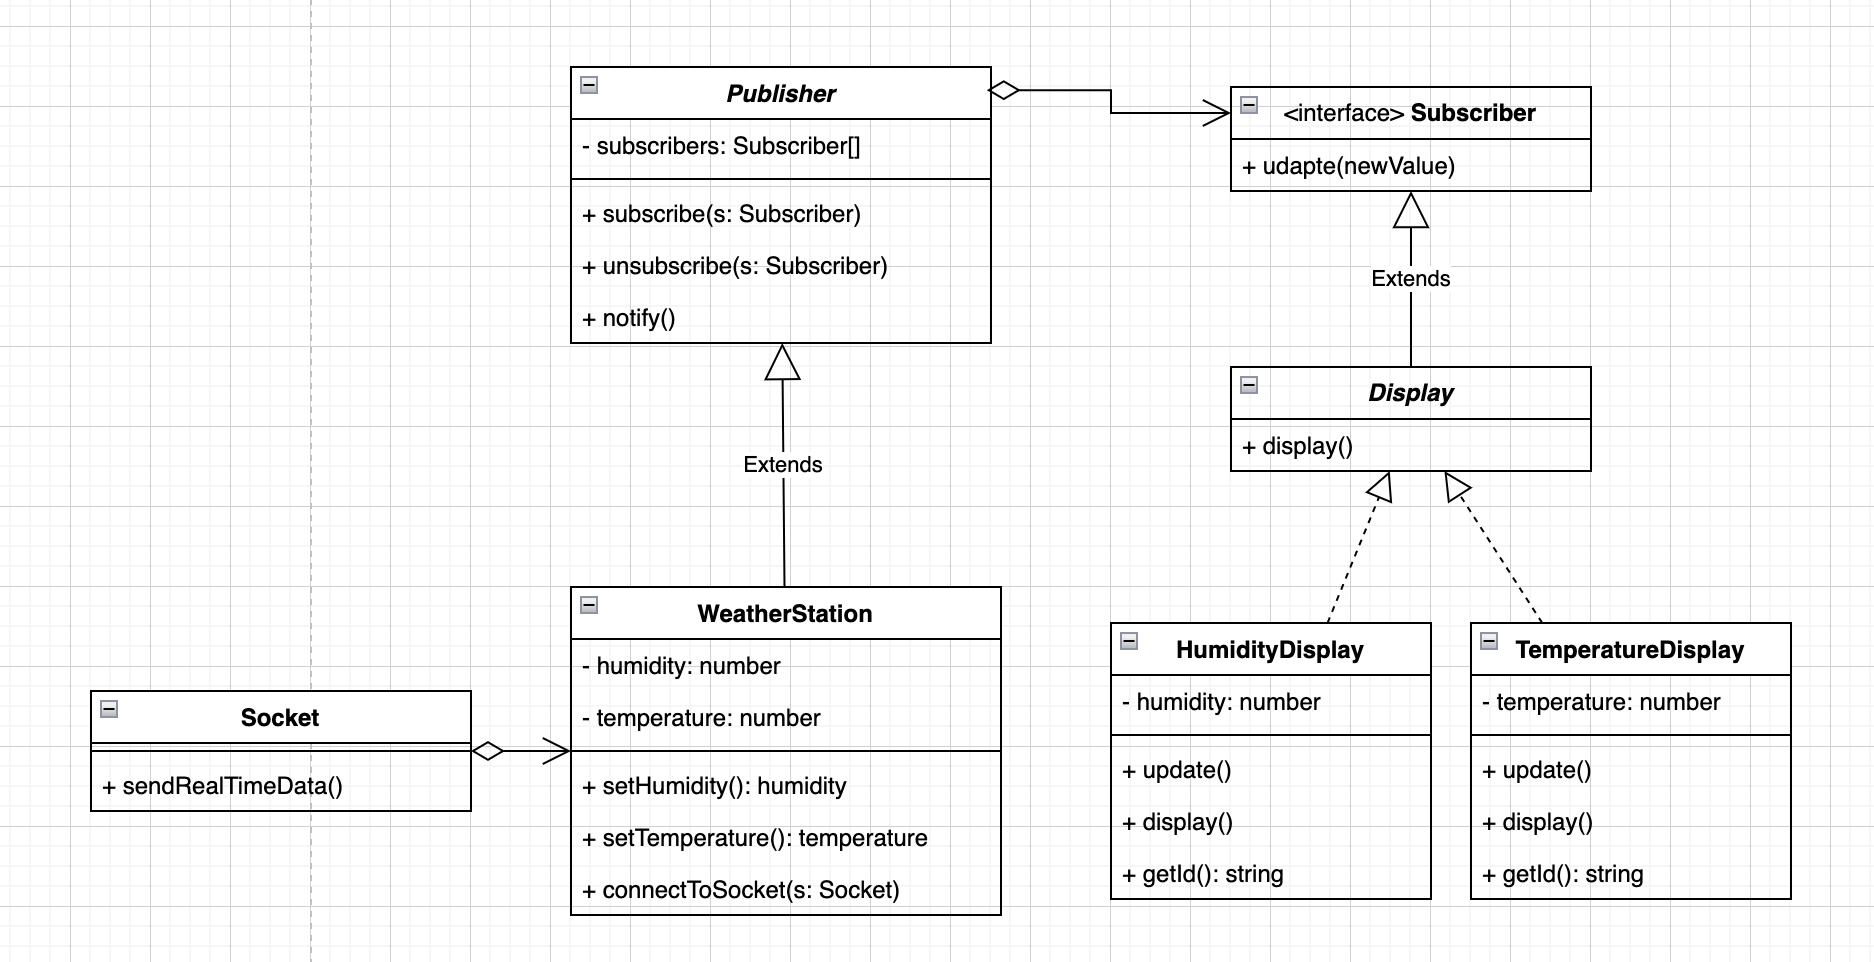 Publisher
- subscribers: Subscriber[]
+ subscribe(s: Subscriber)
+ unsubscribe(s: Subscriber)
+ notify()
<interface> Subscriber
+ udapte(newValue)
Extends
Display
+ display()
Extends
WeatherStation
- humidity: number
- temperature: number
+ setHumidity(): humidity
+ setTemperature(): temperature
+ connectToSocket(s: Socket)
Socket
+ sendRealTimeData()
HumidityDisplay
- humidity: number
+ update()
+ display()
+ getId(): string
TemperatureDisplay
- temperature: number
+ update()
+ display()
+ getId(): string